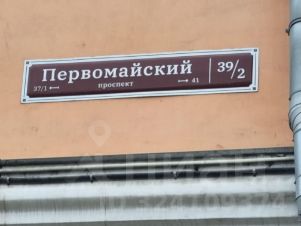 Первомайский 39/2
проспект
37/1 ⟷ ⟷ 41